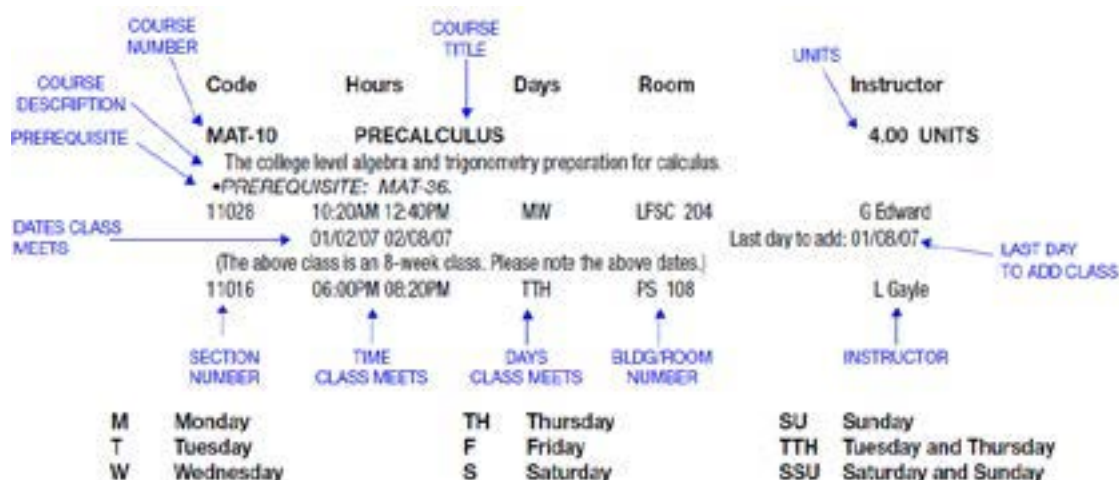 COURSE NUMBER
COURSE TITLE
UNITS
COURSE DESCRIPTION
PREREQUISITE
Code Hours Days Room Instructor
MAT-10 PRECALCULUS 4.00 UNITS
The college level algebra and trigonometry preparation for calculus.
•PREREQUISITE: MAT-36.
11028 10:20AM 12:40PM MW LFSC 204 G Edward
DATES CLASS MEETS
01/02/07 02/08/07 Last day to add: 01/08/07
LAST DAY TO ADD CLASS
(The above class is an 8-week class. Please note the above dates.)
11016 06:00PM 08:20PM TTH PS 108 L Gayle
SECTION NUMBER
TIME CLASS MEETS
DAYS CLASS MEETS
BLDG/ROOM NUMBER
INSTRUCTOR
M Monday TH Thursday SU Sunday
T Tuesday F Friday TTH Tuesday and Thursday
W Wednesday S Saturday SSU Saturday and Sunday